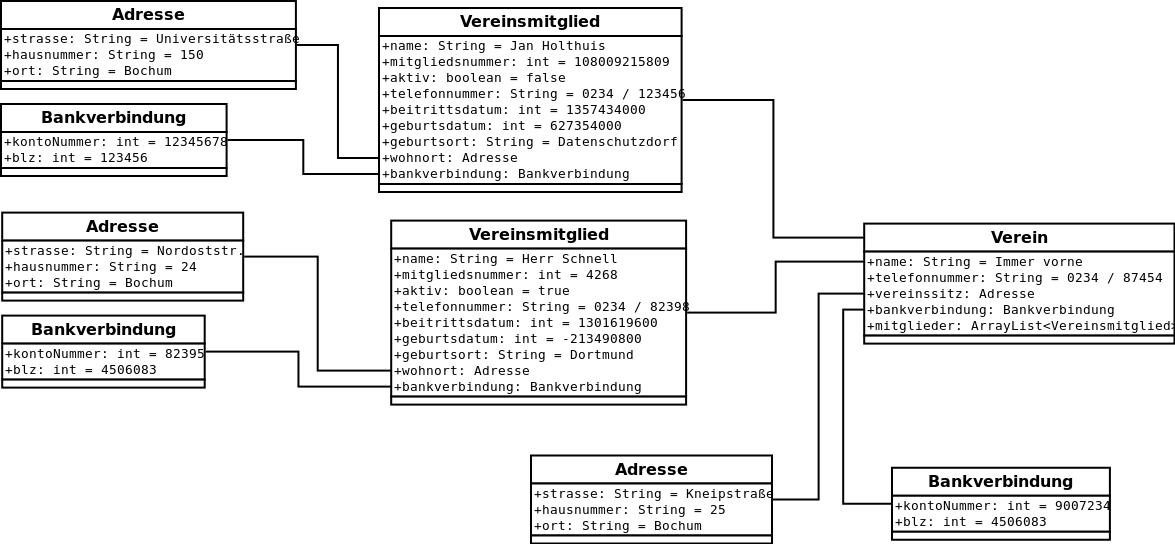 Adresse
+strasse: String = Universitätsstraße
+hausnummer: String = 150
+ort: String = Bochum
Bankverbindung
+kontoNummer: int = 12345678
+blz: int = 123456
Vereinsmitglied
+name: String = Jan Holthuis
+mitgliedsnummer: int = 108009215809
+aktiv: boolean = false
+telefonnummer: String = 0234 / 123456
+beitrittsdatum: int = 1357434000
+geburtsdatum: int = 627354000
+geburtsort: String = Datenschutzdorf
+wohnort: Adresse
+bankverbindung: Bankverbindung
Adresse
+strasse: String = Nordoststr.
+hausnummer: String = 24
+ort: String = Bochum
Bankverbindung
+kontoNummer: int = 82395
+blz: int = 4506083
Vereinsmitglied
+name: String = Herr Schnell
+mitgliedsnummer: int = 4268
+aktiv: boolean = true
+telefonnummer: String = 0234 / 82398
+beitrittsdatum: int = 1301619600
+geburtsdatum: int = -213490800
+geburtsort: String = Dortmund
+wohnort: Adresse
+bankverbindung: Bankverbindung
Verein
+name: String = Immer vorne
+telefonnummer: String = 0234 / 87454
+vereinssitz: Adresse
+bankverbindung: Bankverbindung
+mitglieder: ArrayList<Vereinsmitglied>
Adresse
+strasse: String = Kneipstraße
+hausnummer: String = 25
+ort: String = Bochum
Bankverbindung
+kontoNummer: int = 9007234
+blz: int = 4506083